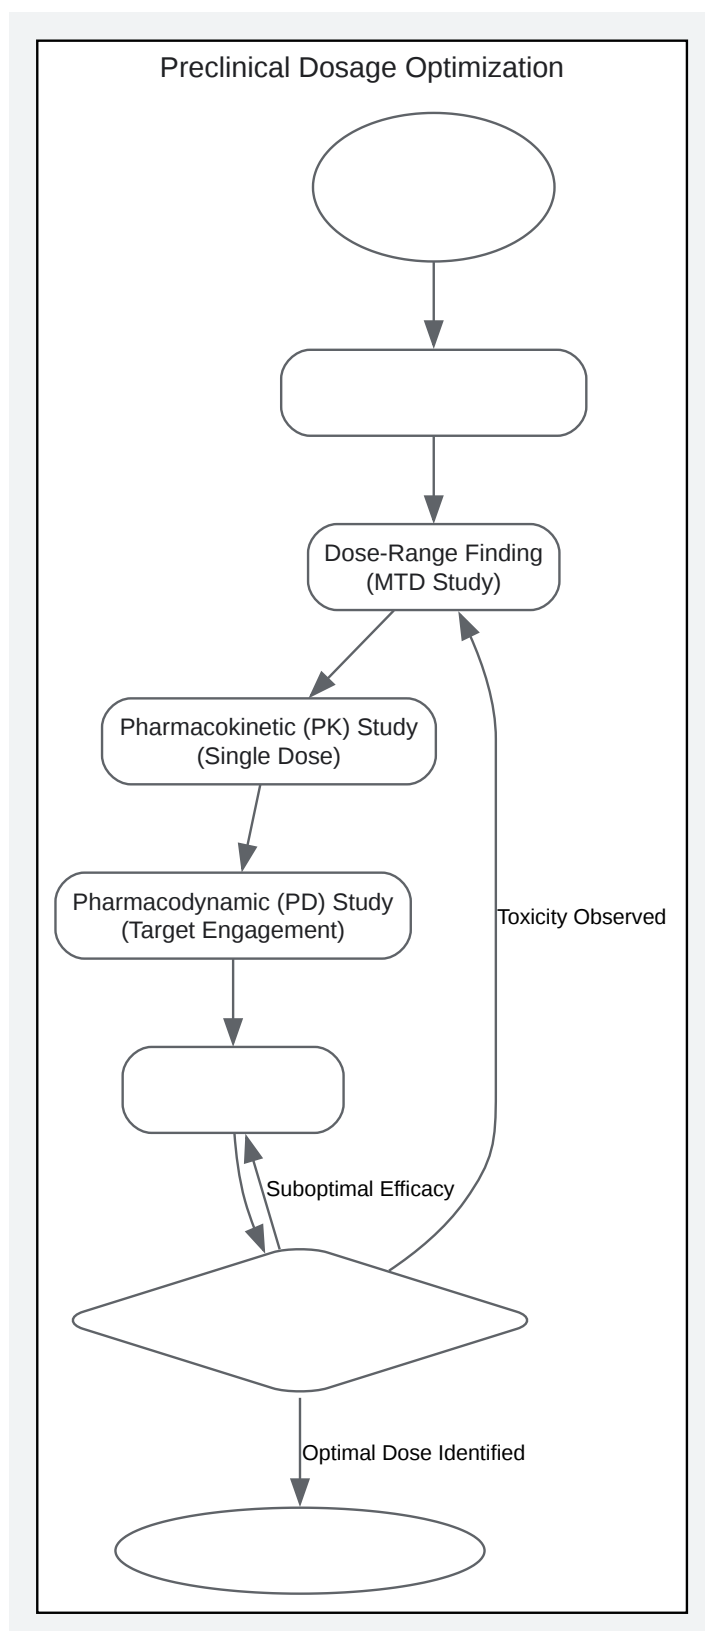 Preclinical Dosage Optimization
Dose-Range Finding
(MTD Study)
Pharmacokinetic (PK) Study
(Single Dose)
Pharmacodynamic (PD) Study
(Target Engagement)
Toxicity Observed
Suboptimal Efficacy
Optimal Dose Identified